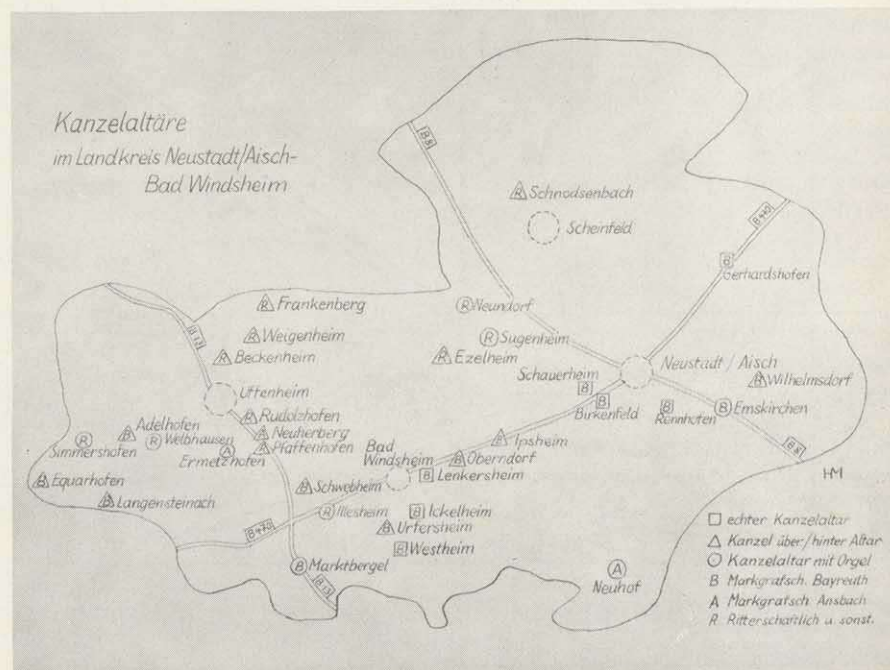 Kanzelaltäre
im Landkreis Neustadt/Aisch-
Bad Windsheim
B8
R Schnodsenbach
Scheinfeld
B 470
B
Gerhardshofen
R Frankenberg
R Neundorf
B13
R Weigenheim
R Sugenheim
R Beckenheim
R Ezelheim
Neustadt/Aisch
Schauerheim
B
B Wilhelmsdorf
Uffenheim
B
Birkenfeld
B
Rennhofen
B Emskirchen
R Rudolzhofen
Adelhofen
B
R Welbhausen
Neuherberg
R
Simmershofen
A
Ermetzhofen
Pfaffenhofen
B Ipsheim
Bad
Windsheim
B Oberndorf
B8
B Lenkersheim
HM
B
Equarhofen
B Schwebheim
B Langensteinach
R Illesheim
B Ickelheim
B Urfersheim
B470
B Westheim
B Marktbergel
A
Neuhof
B13
echter Kanzelaltar
Kanzel über/hinter Altar
Kanzelaltar mit Orgel
B Markgrafsch. Bayreuth
A Markgrafsch Ansbach
R Ritterschaftlich u. sonst.